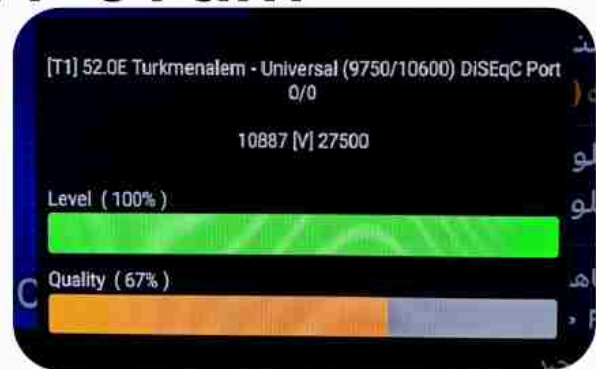 [T1] 52.0E Turkmenalem - Universal (9750/10600) DiSEqC Port
0/0
10887 [V] 27500
Level ( 100% )
Quality ( 67% )